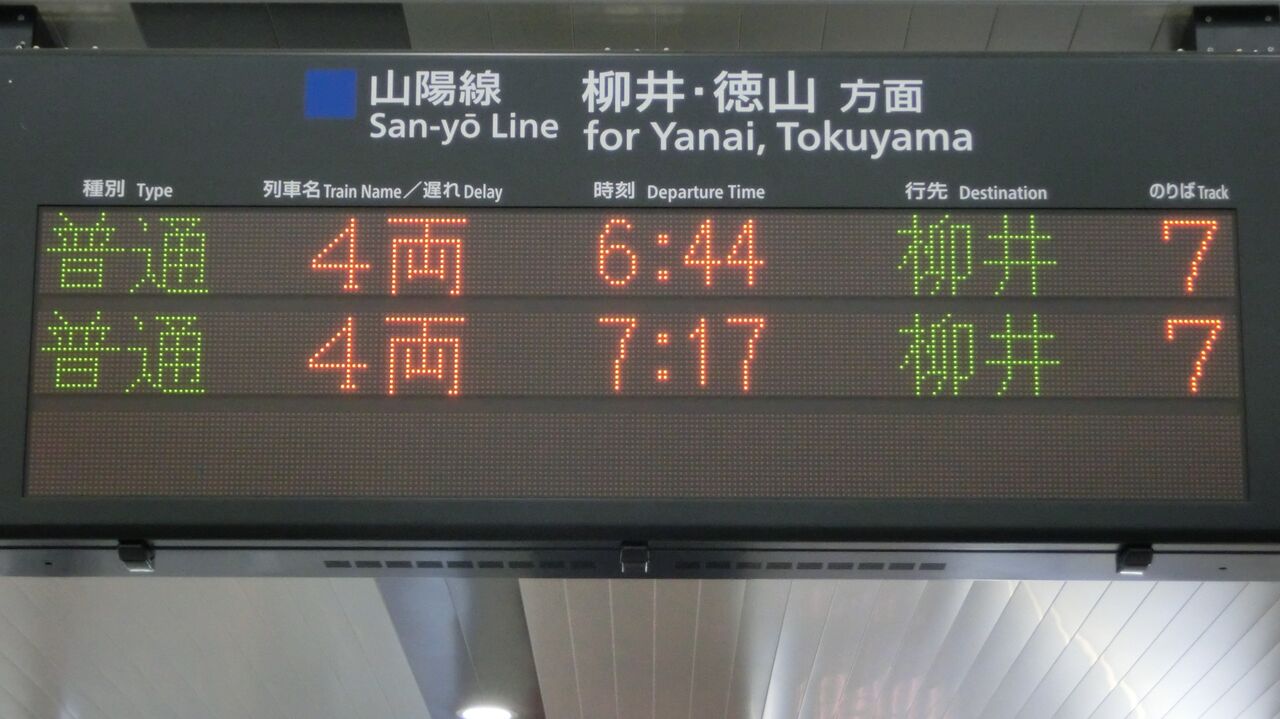 山陽線 柳井・徳山 方面
San-yō Line for Yanai, Tokuyama
種別 Type 列車名 Train Name／遅れ Delay 時刻 Departure Time 行先 Destination のりば Track
普通 4両 6:44 柳井 7
普通 4両 7:17 柳井 7